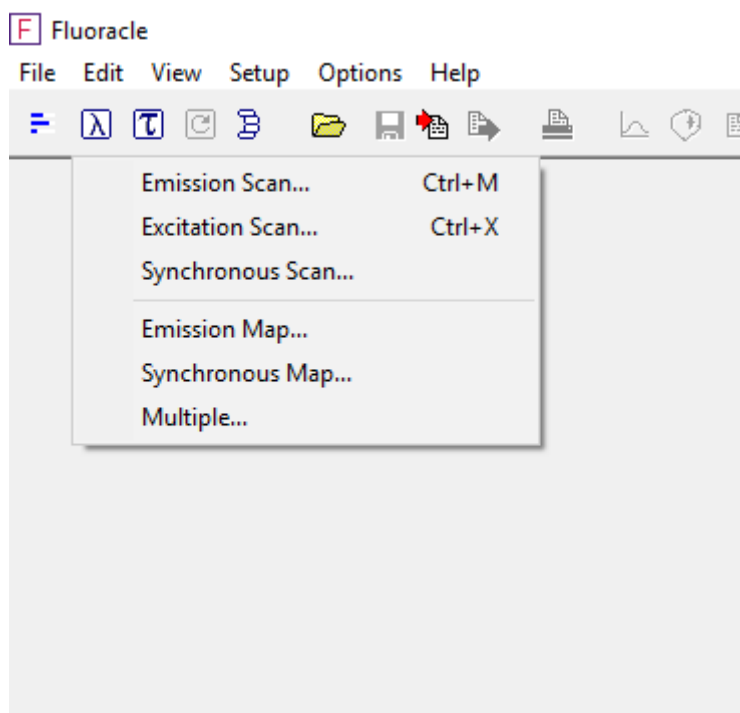 F Fluoracle
File Edit View Setup Options Help
λ τ C
Emission Scan... Ctrl+M
Excitation Scan... Ctrl+X
Synchronous Scan...
Emission Map...
Synchronous Map...
Multiple...